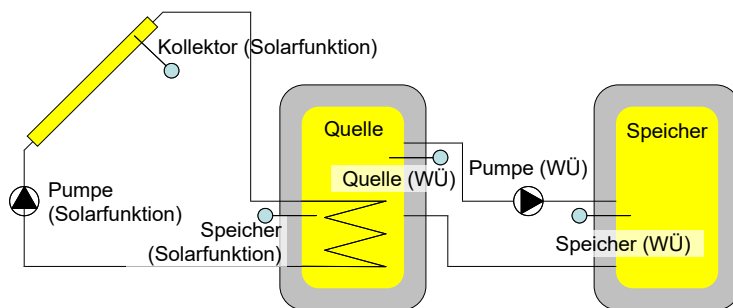 Kollektor (Solarfunktion)
Quelle
Speicher
Pumpe
(Solarfunktion)
Quelle (WÜ)
Pumpe (WÜ)
Speicher
(Solarfunktion)
Speicher (WÜ)